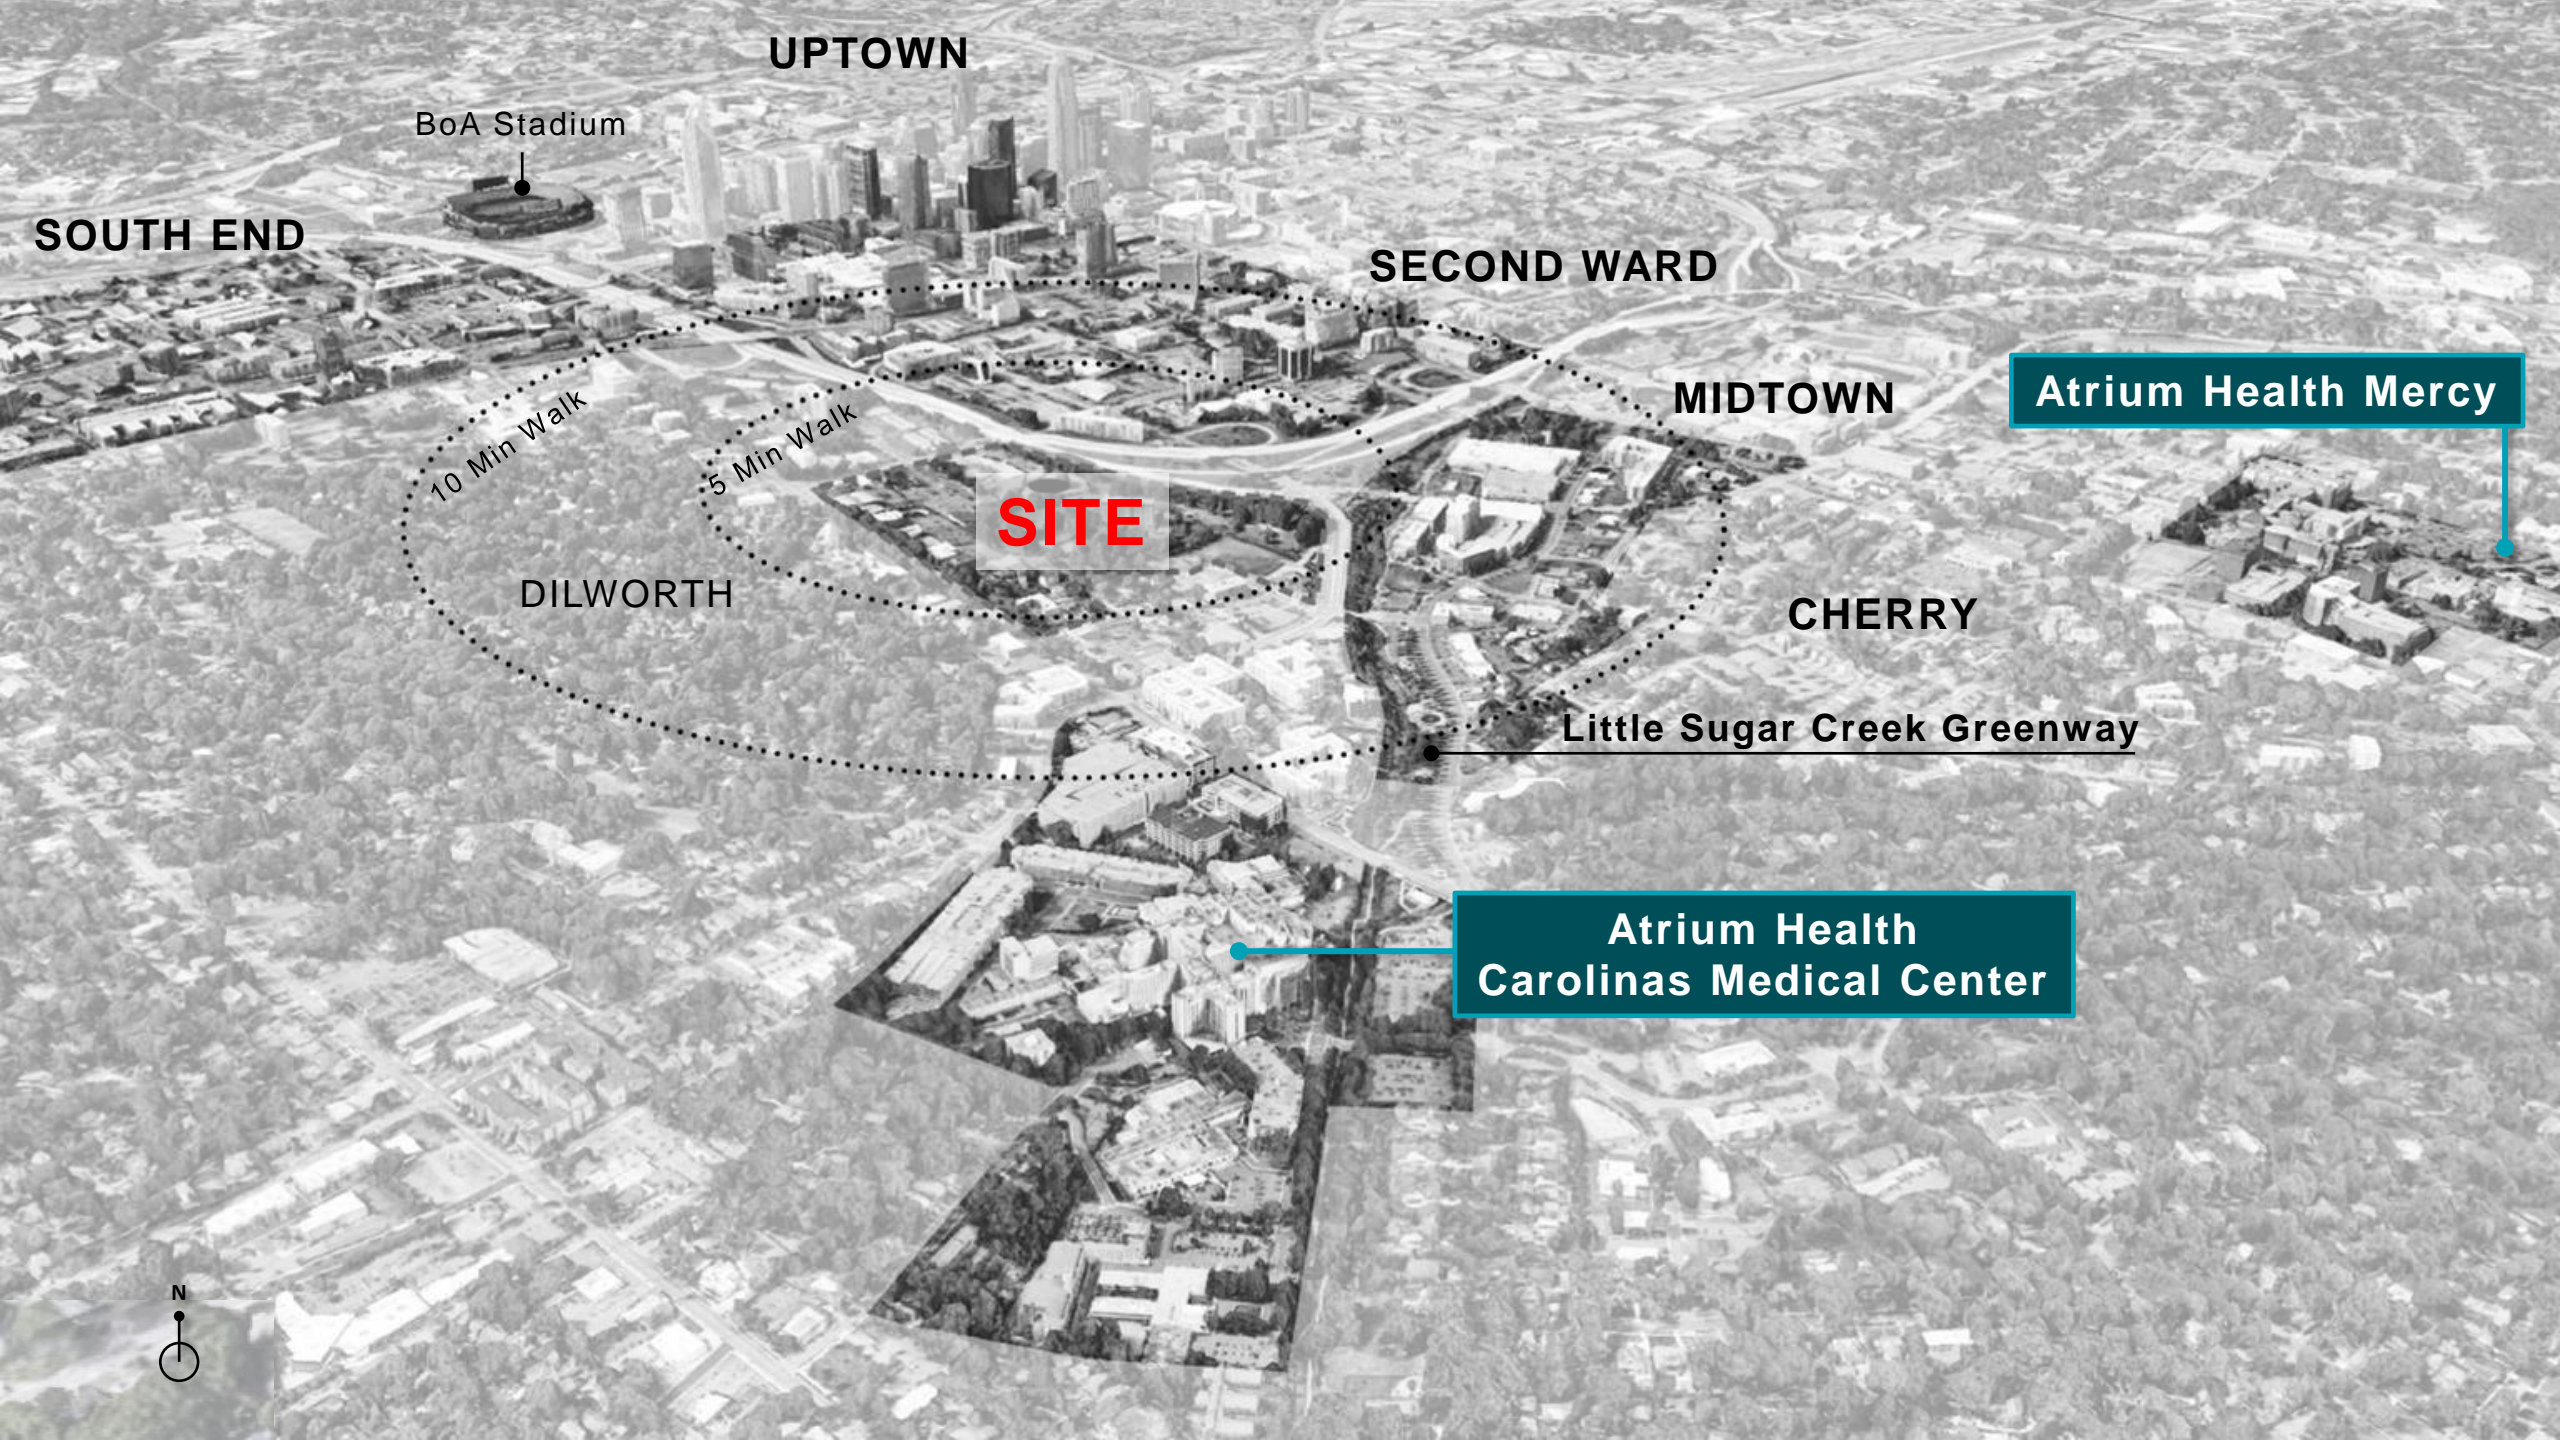 UPTOWN
BoA Stadium
SOUTH END
SECOND WARD
MIDTOWN
Atrium Health Mercy
10 Min Walk
5 Min Walk
SITE
DILWORTH
CHERRY
Little Sugar Creek Greenway
Atrium Health
Carolinas Medical Center
N